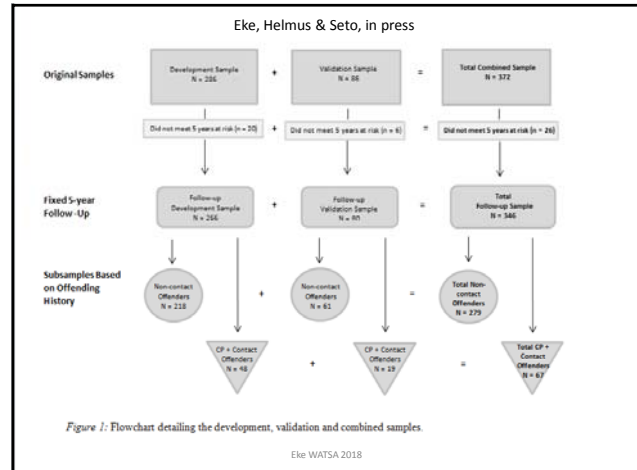 Eke, Helmus & Seto, in press
Original Samples
Development Sample
N = 286
+
Validation Sample
N = 86
=
Total Combined Sample
N = 372
Did not meet 5 years at risk (n = 20)
+
Did not meet 5 years at risk (n = 6)
=
Did not meet 5 years at risk (n = 26)
Fixed 5-year
Follow-Up
Follow-up
Development Sample
N = 266
+
Follow-up
Validation Sample
N = 80
=
Total
Follow-up Sample
N = 346
Subsamples Based
on Offending
History
Non-contact
Offenders
N = 218
+
Non-contact
Offenders
N = 61
=
Total Non-
contact
Offenders
N = 279
CP + Contact
Offenders
N = 48
+
CP + Contact
Offenders
N = 19
=
Total CP +
Contact
Offenders
N = 67
Figure 1: Flowchart detailing the development, validation and combined samples.
Eke WATSA 2018